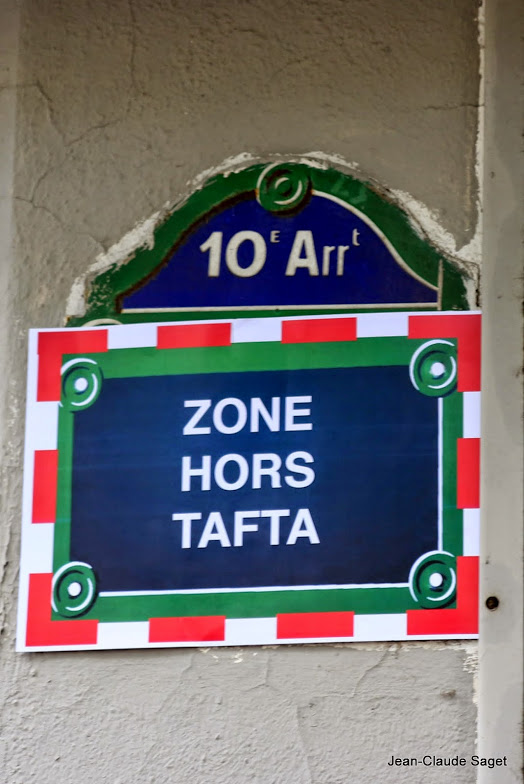 10E Arrt
ZONE
HORS
TAFTA
Jean-Claude Saget